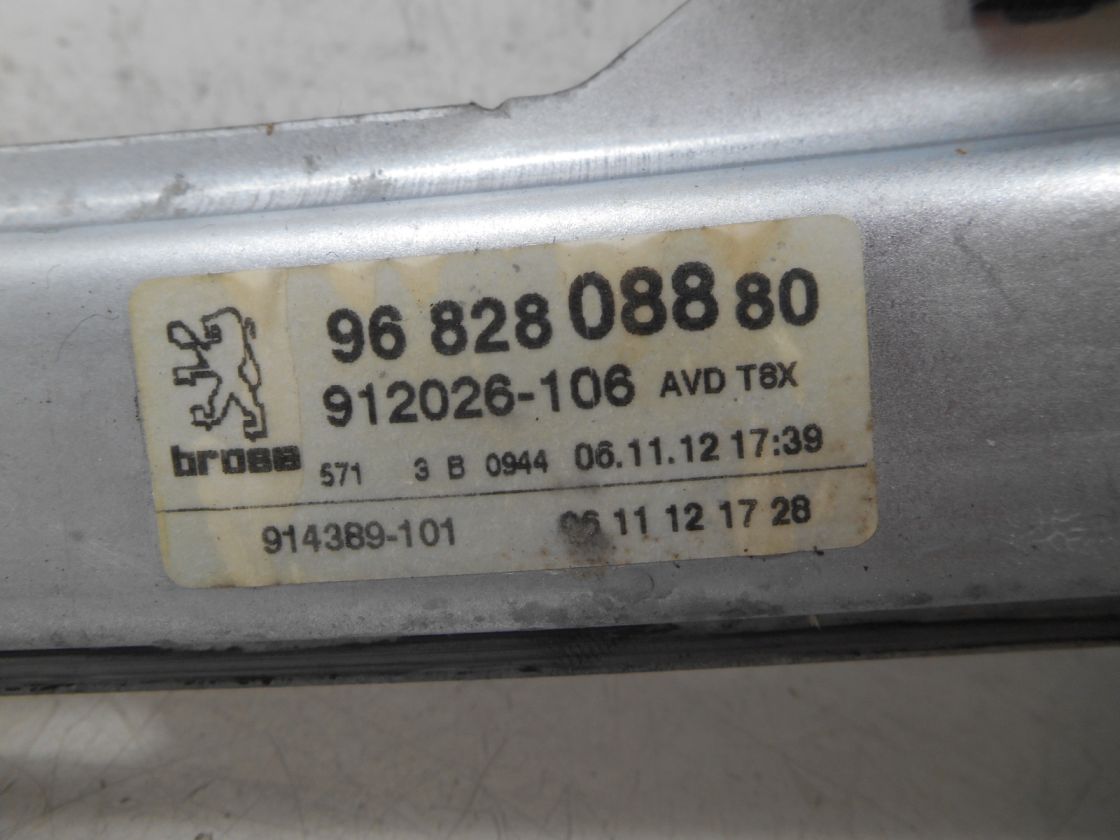 96 828 088 80
912026-106 AVD T8X
brose
571 3 B 0944 06.11.12 17:39
914389-101 06 11 12 17 28